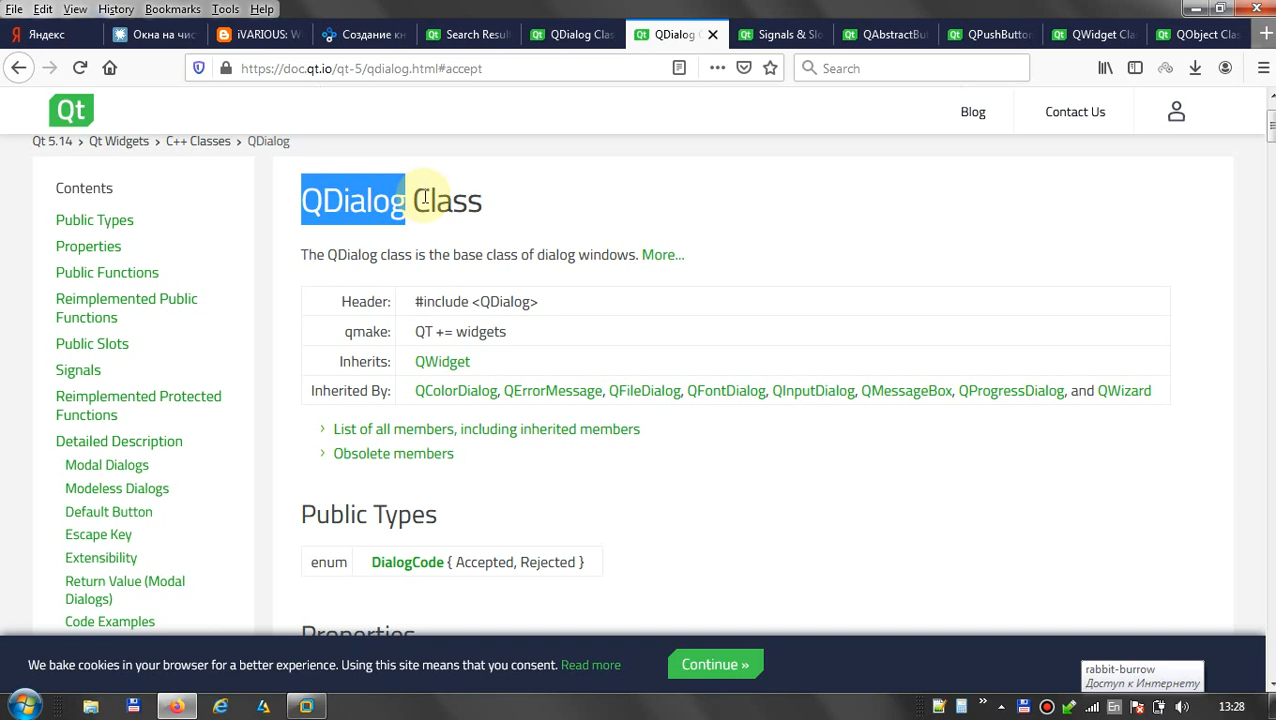 File Edit View History Bookmarks Tools Help
Яндекс
Окна на чис
iVARIOUS: W
Создание кн
Search Resul
QDialog Clas
QDialog C
Signals & Slo
QAbstractBut
QPushButton
QWidget Cla
QObject Class
https://doc.qt.io/qt-5/qdialog.html#accept
Search
Qt
Blog
Contact Us
Qt 5.14 > Qt Widgets > C++ Classes > QDialog
Contents
Public Types
Properties
Public Functions
Reimplemented Public
Functions
Public Slots
Signals
Reimplemented Protected
Functions
Detailed Description
Modal Dialogs
Modeless Dialogs
Default Button
Escape Key
Extensibility
Return Value (Modal
Dialogs)
Code Examples
QDialog Class
The QDialog class is the base class of dialog windows. More...
Header: #include <QDialog>
qmake: QT += widgets
Inherits: QWidget
Inherited By: QColorDialog, QErrorMessage, QFileDialog, QFontDialog, QInputDialog, QMessageBox, QProgressDialog, and QWizard
List of all members, including inherited members
Obsolete members
Public Types
enum DialogCode { Accepted, Rejected }
Properties
We bake cookies in your browser for a better experience. Using this site means that you consent. Read more
Continue »
rabbit-burrow
Доступ к Интернету
En
13:28